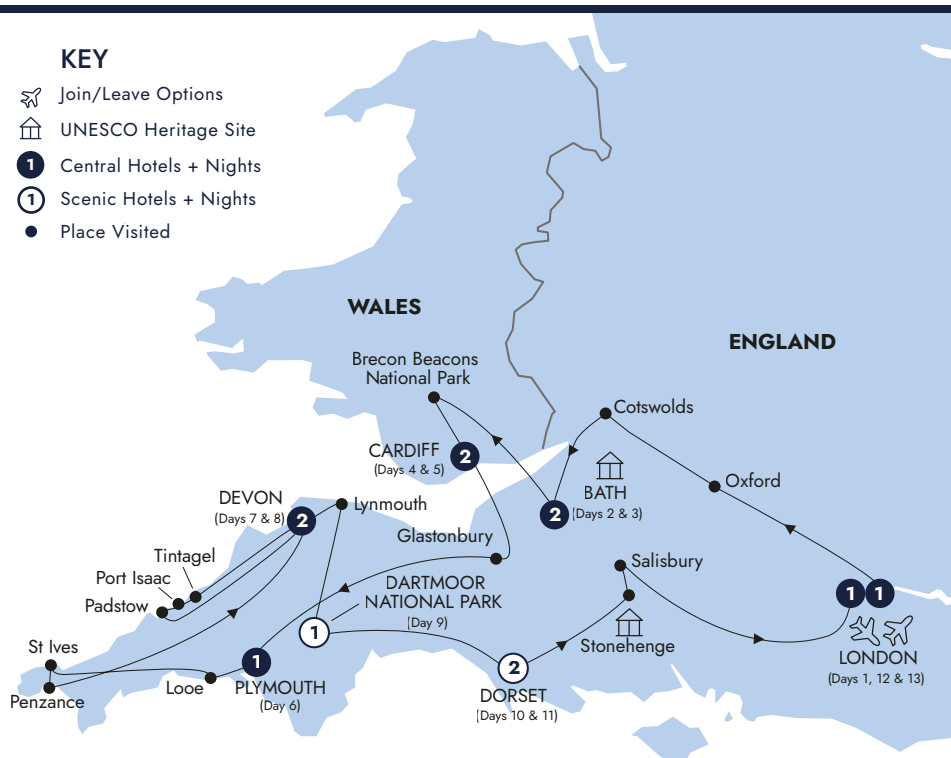 KEY
Join/Leave Options
UNESCO Heritage Site
1 Central Hotels + Nights
1 Scenic Hotels + Nights
Place Visited
WALES
ENGLAND
Brecon Beacons
National Park
Cotswolds
CARDIFF
(Days 4 & 5)
2
Oxford
BATH
(Days 2 & 3)
2
DEVON
(Days 7 & 8)
2
Lynmouth
Glastonbury
Tintagel
Port Isaac
Padstow
Salisbury
DARTMOOR
NATIONAL PARK
(Day 9)
1
1 1
LONDON
(Days 1, 12 & 13)
Stonehenge
St Ives
Penzance
Looe
1
PLYMOUTH
(Day 6)
2
DORSET
(Days 10 & 11)